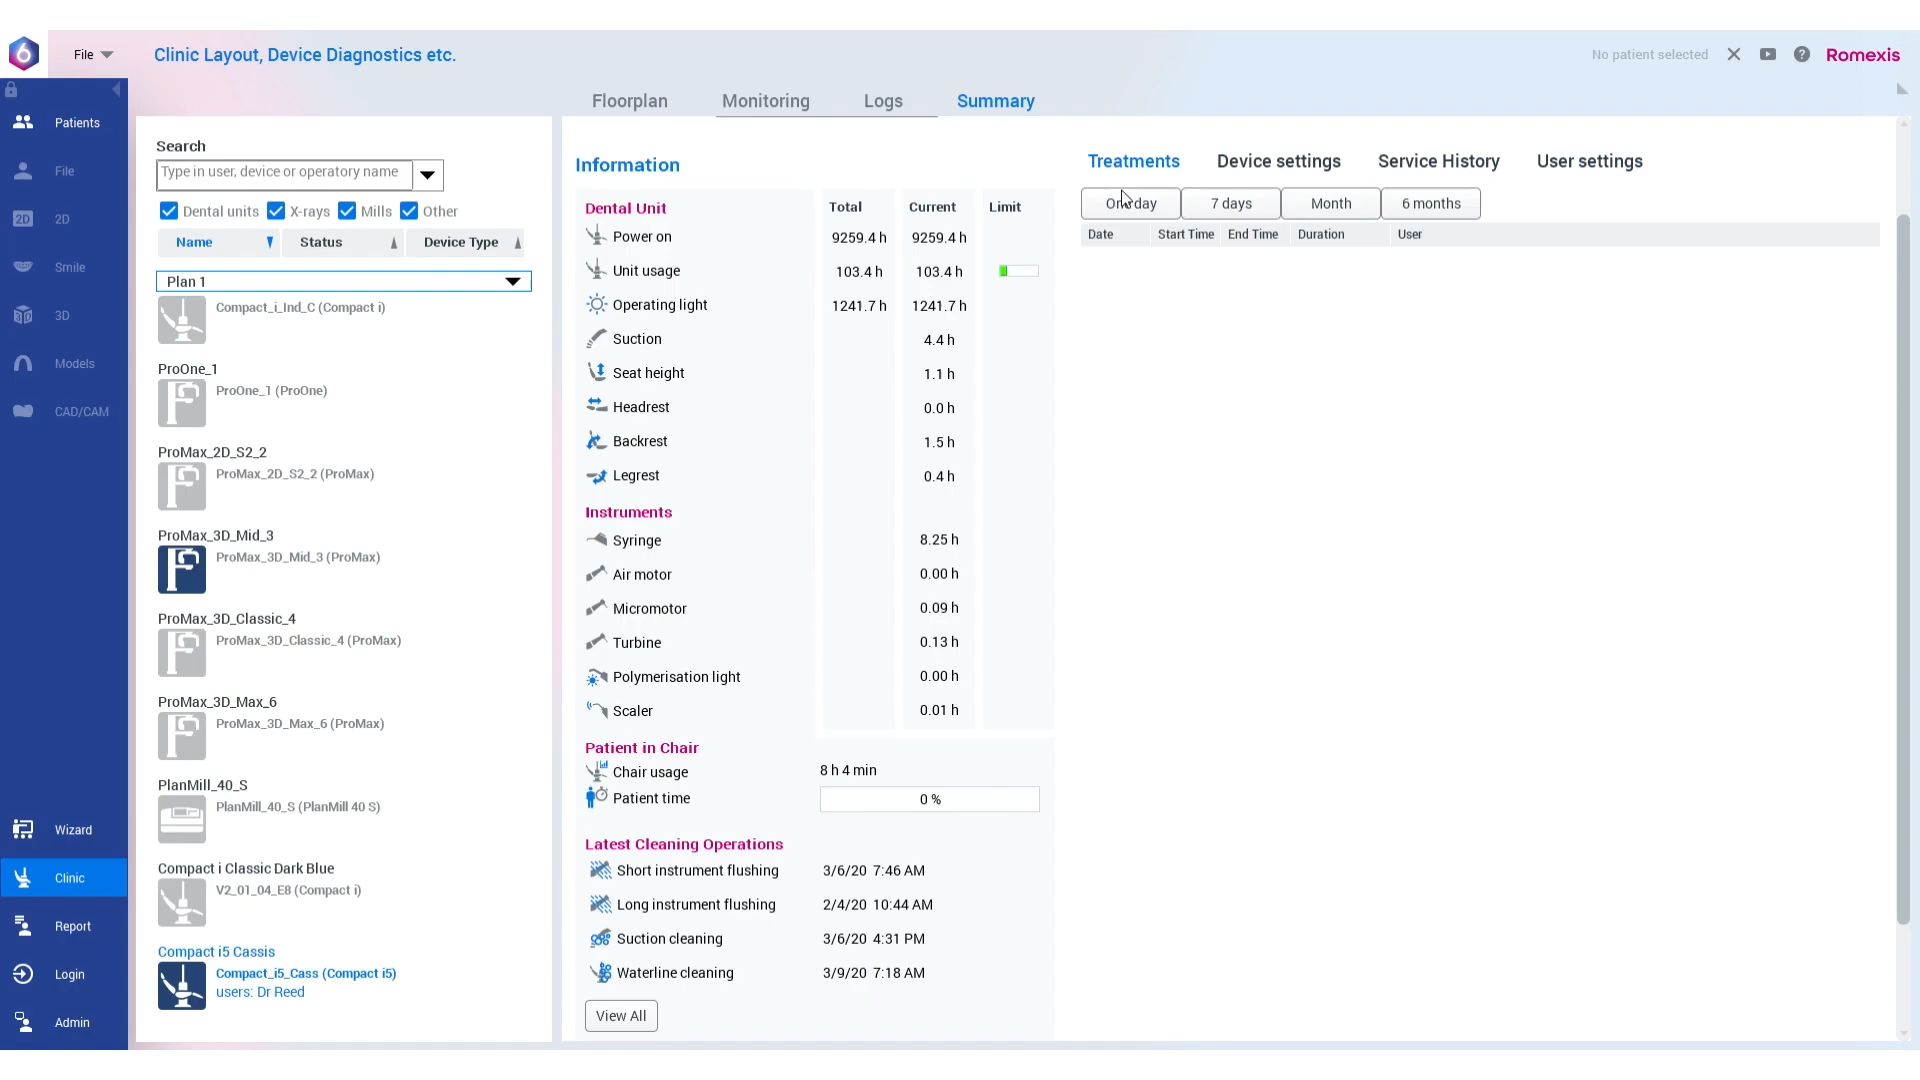 6
File
Clinic Layout, Device Diagnostics etc.
No patient selected
Romexis
Floorplan Monitoring Logs Summary
Patients
File
2D 2D
Smile
3D 3D
Models
CAD/CAM
Wizard
Clinic
Report
Login
Admin
Search
Type in user, device or operatory name
Dental units X-rays Mills Other
Name Status Device Type
Plan 1
Compact_i_Ind_C (Compact i)
ProOne_1
ProOne_1 (ProOne)
ProMax_2D_S2_2
ProMax_2D_S2_2 (ProMax)
ProMax_3D_Mid_3
ProMax_3D_Mid_3 (ProMax)
ProMax_3D_Classic_4
ProMax_3D_Classic_4 (ProMax)
ProMax_3D_Max_6
ProMax_3D_Max_6 (ProMax)
PlanMill_40_S
PlanMill_40_S (PlanMill 40 S)
Compact i Classic Dark Blue
V2_01_04_E8 (Compact i)
Compact i5 Cassis
Compact_i5_Cass (Compact i5)
users: Dr Reed
Information
Dental Unit Total Current Limit
Power on 9259.4 h 9259.4 h
Unit usage 103.4 h 103.4 h
Operating light 1241.7 h 1241.7 h
Suction 4.4 h
Seat height 1.1 h
Headrest 0.0 h
Backrest 1.5 h
Legrest 0.4 h
Instruments
Syringe 8.25 h
Air motor 0.00 h
Micromotor 0.09 h
Turbine 0.13 h
Polymerisation light 0.00 h
Scaler 0.01 h
Patient in Chair
Chair usage 8 h 4 min
Patient time 0 %
Latest Cleaning Operations
Short instrument flushing 3/6/20 7:46 AM
Long instrument flushing 2/4/20 10:44 AM
Suction cleaning 3/6/20 4:31 PM
Waterline cleaning 3/9/20 7:18 AM
View All
Treatments Device settings Service History User settings
One day 7 days Month 6 months
Date Start Time End Time Duration User